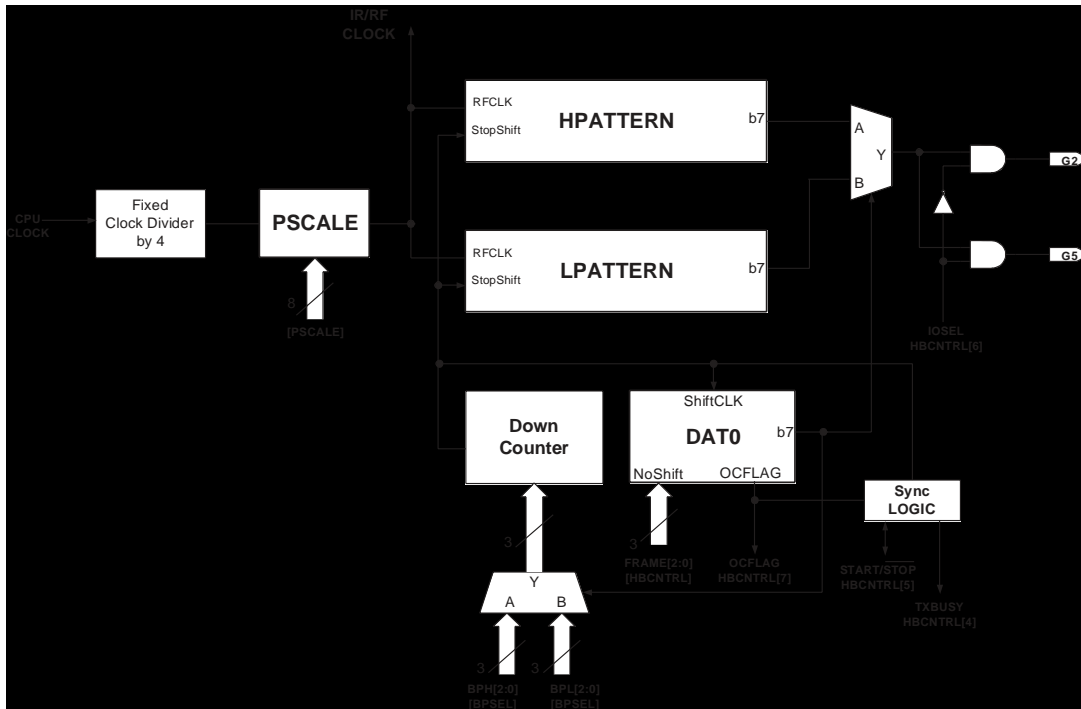 IR/RF
CLOCK
RFCLK
StopShift
HPATTERN
b7
A
Y
B
G2
CPU
CLOCK
Fixed
Clock Divider
by 4
PSCALE
8
[PSCALE]
RFCLK
StopShift
LPATTERN
b7
G5
IOSEL
HBCNTRL[6]
Down
Counter
ShiftCLK
DAT0
b7
NoShift
OCFLAG
Sync
LOGIC
3
3
FRAME[2:0]
[HBCNTRL]
OCFLAG
HBCNTRL[7]
START/STOP
HBCNTRL[5]
TXBUSY
HBCNTRL[4]
Y
A
B
3
3
BPH[2:0]
[BPSEL]
BPL[2:0]
[BPSEL]